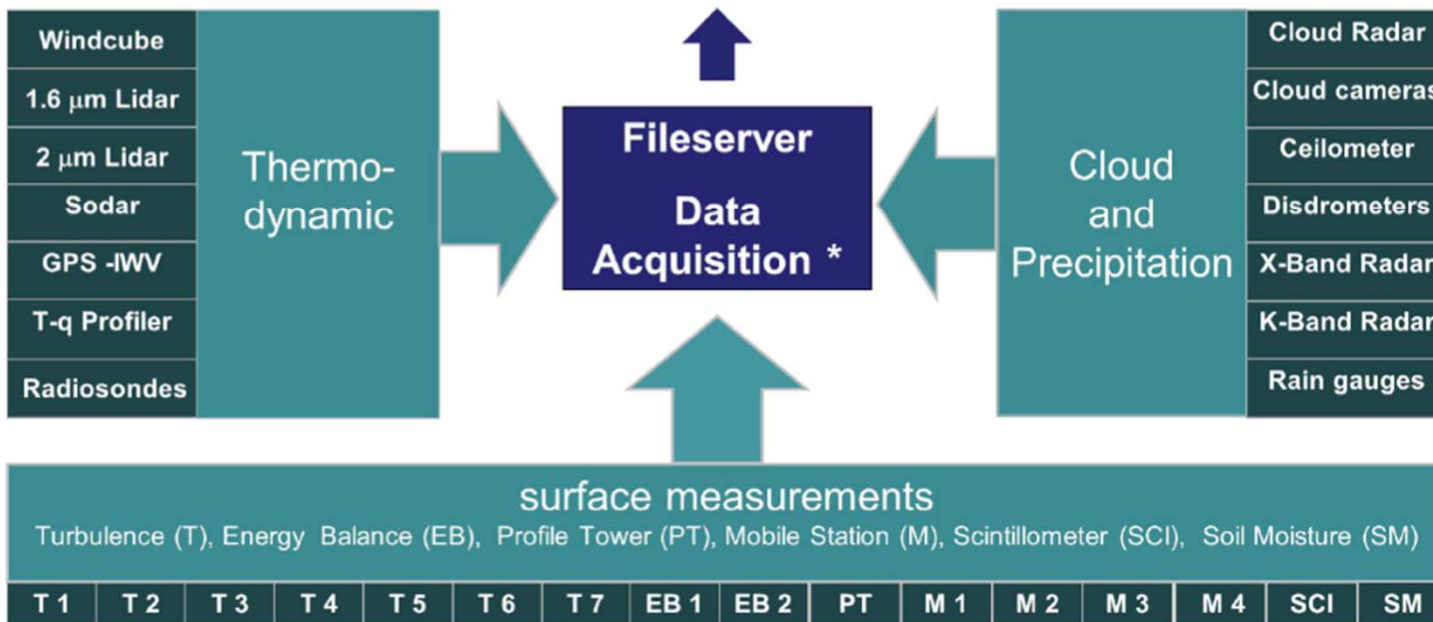 Windcube
1.6 μm Lidar
2 μm Lidar
Sodar
GPS -IWV
T-q Profiler
Radiosondes
Thermo-
dynamic
Fileserver
Data
Acquisition *
Cloud
and
Precipitation
Cloud Radar
Cloud cameras
Ceilometer
Disdrometers
X-Band Radar
K-Band Radar
Rain gauges
surface measurements
Turbulence (T), Energy Balance (EB), Profile Tower (PT), Mobile Station (M), Scintillometer (SCI), Soil Moisture (SM)
T 1 T 2 T 3 T 4 T 5 T 6 T 7 EB 1 EB 2 PT M 1 M 2 M 3 M 4 SCI SM